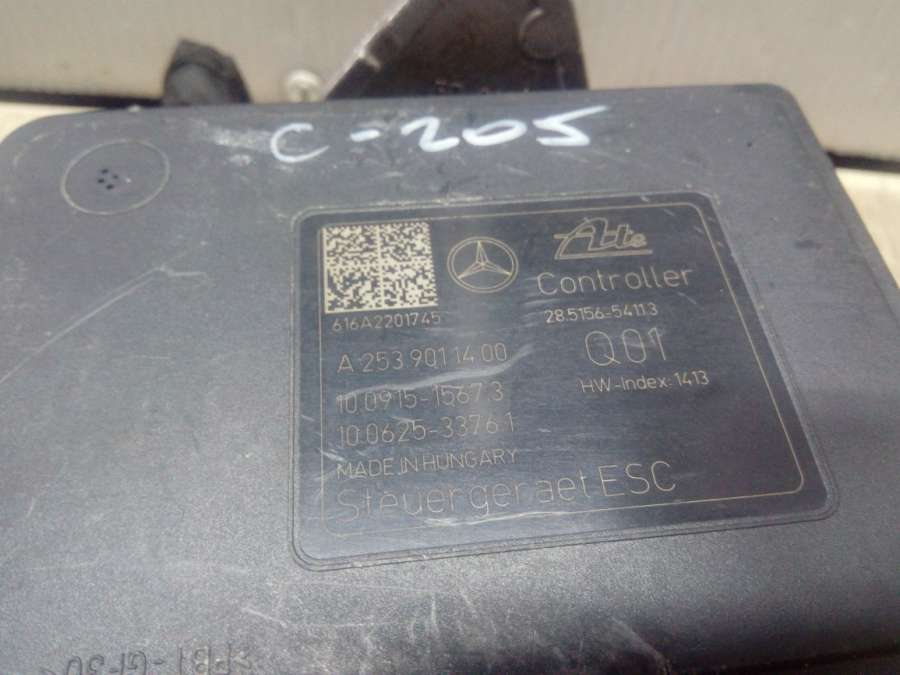 C-205
Ate
Controller
616A2201745
28.5156-5411.3
A 253 901 14 00
Q01
HW-Index: 1413
10.0915-1567.3
10.0625-3376.1
MADE IN HUNGARY
Steuergeraet ESC